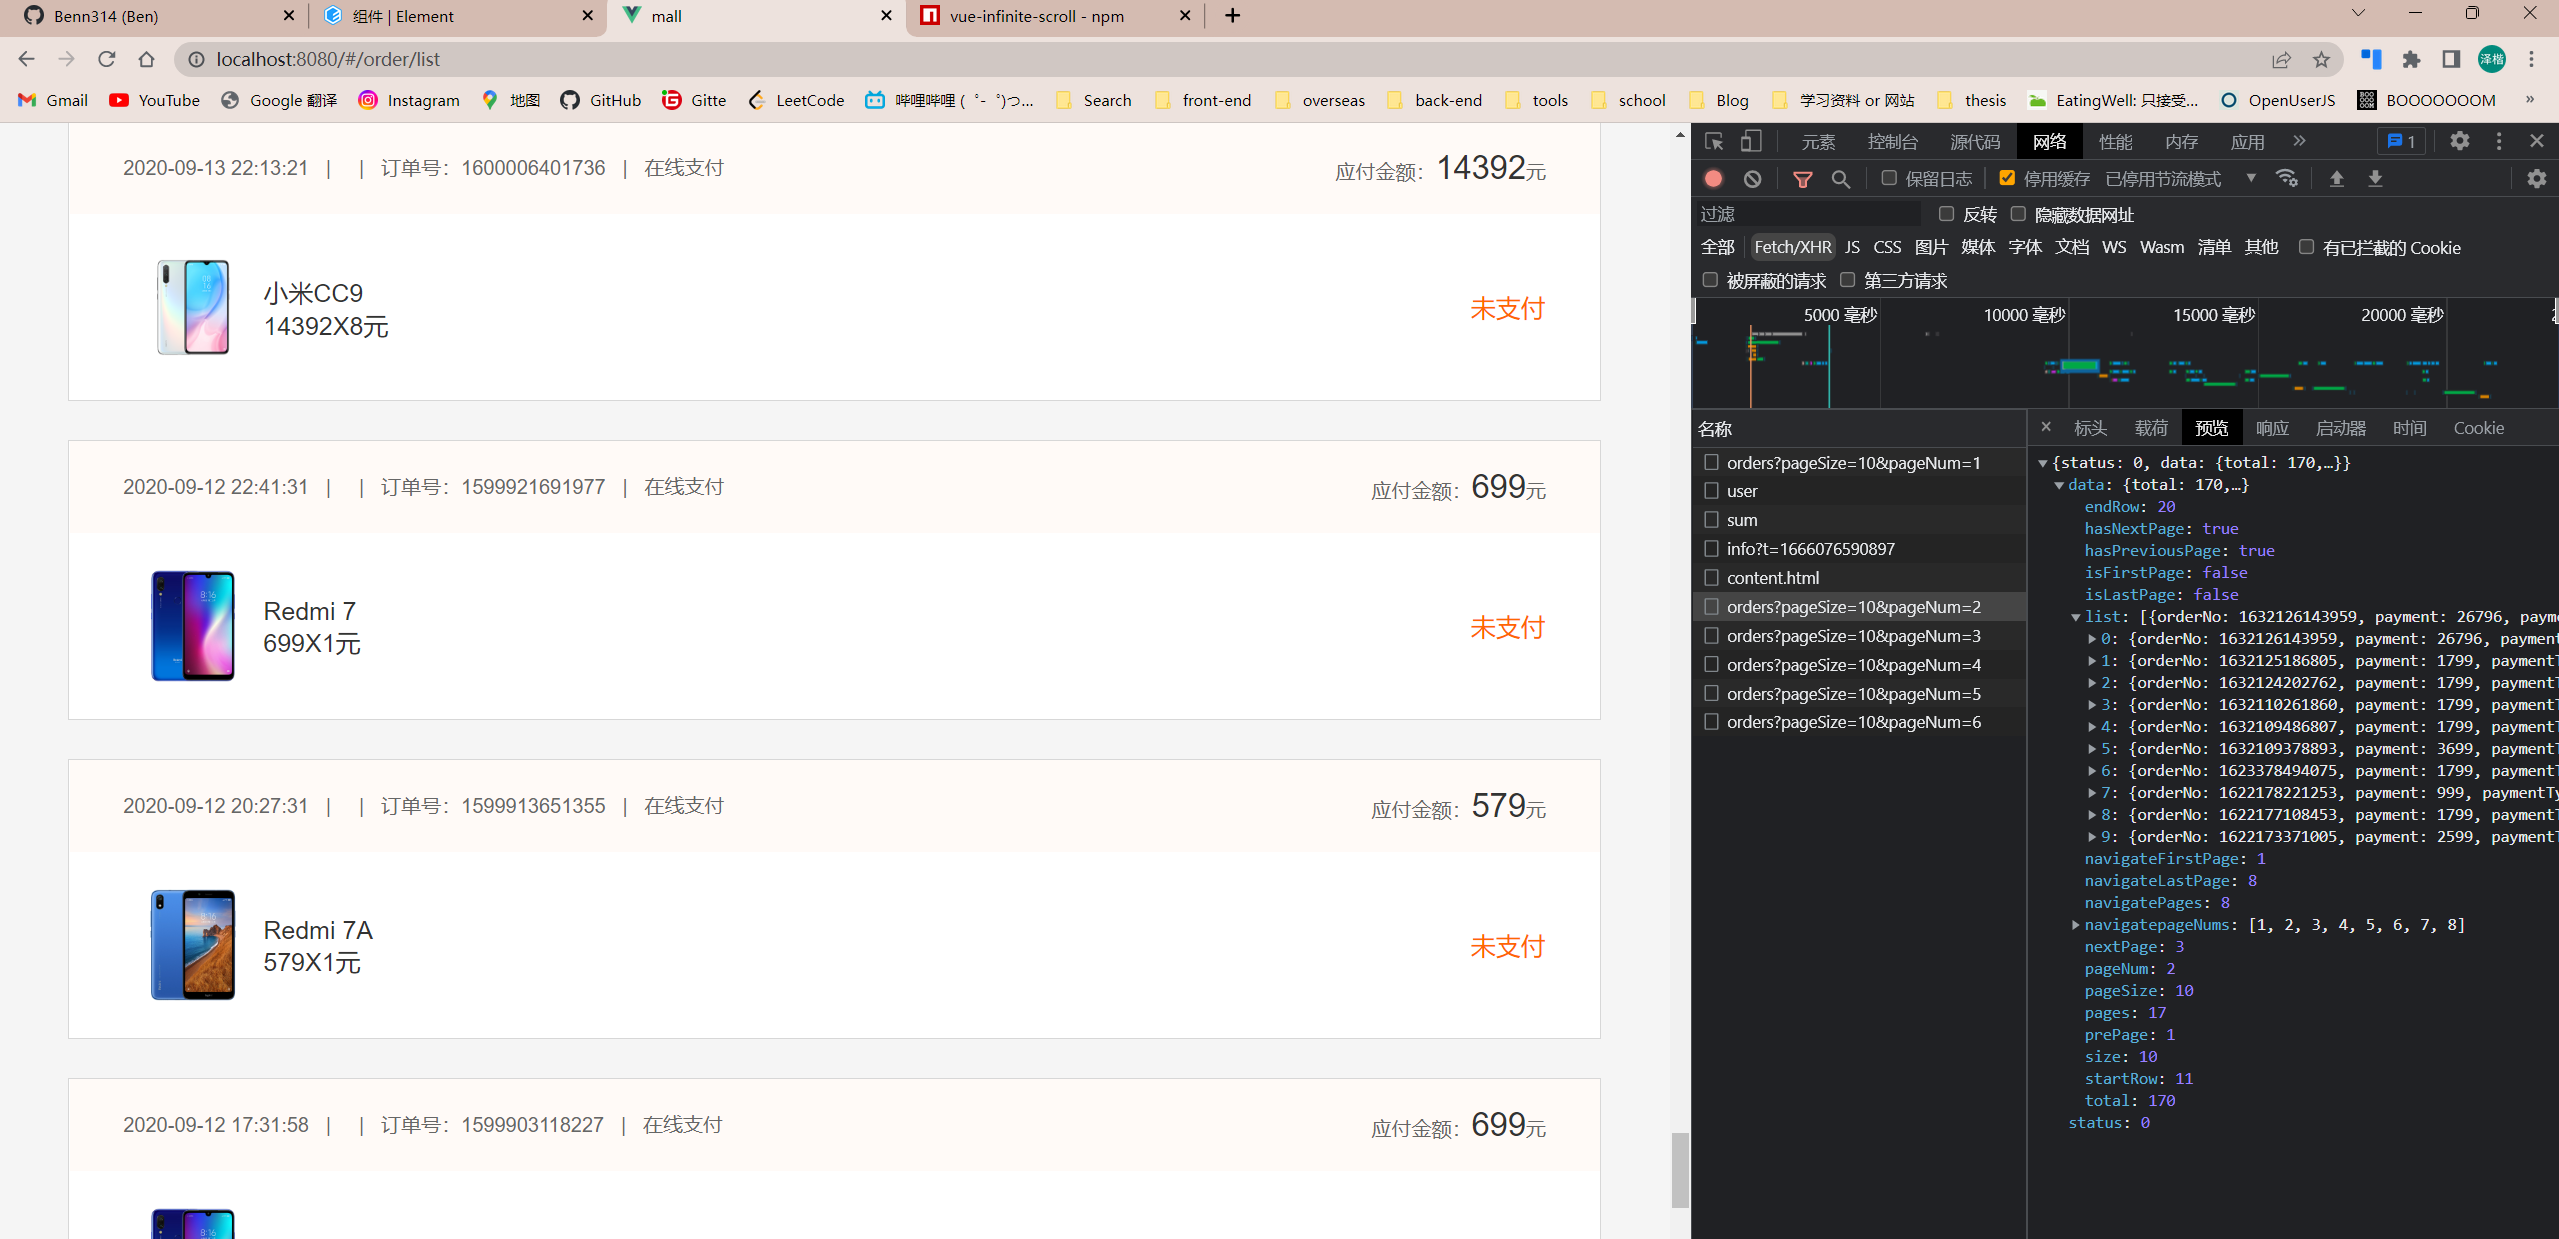 Benn314 (Ben)
组件 | Element
mall
vue-infinite-scroll - npm
localhost:8080/#/order/list
泽楷
Gmail
YouTube
Google 翻译
Instagram
地图
GitHub
Gitte
LeetCode
哔哩哔哩 ( ゜- ゜)つ...
Search
front-end
overseas
back-end
tools
school
Blog
学习资料 or 网站
thesis
EatingWell: 只接受...
OpenUserJS
BOOOOOOOM
»
2020-09-13 22:13:21 | | 订单号：1600006401736 | 在线支付
应付金额：14392元
小米CC9
14392X8元
未支付
2020-09-12 22:41:31 | | 订单号：1599921691977 | 在线支付
应付金额：699元
Redmi 7
699X1元
未支付
2020-09-12 20:27:31 | | 订单号：1599913651355 | 在线支付
应付金额：579元
Redmi 7A
579X1元
未支付
2020-09-12 17:31:58 | | 订单号：1599903118227 | 在线支付
应付金额：699元
元素 控制台 源代码 网络 性能 内存 应用 » 1
保留日志 停用缓存 已停用节流模式
过滤 反转 隐藏数据网址
全部 Fetch/XHR JS CSS 图片 媒体 字体 文档 WS Wasm 清单 其他 有已拦截的 Cookie
被屏蔽的请求 第三方请求
5000 毫秒 10000 毫秒 15000 毫秒 20000 毫秒
名称
orders?pageSize=10&pageNum=1
user
sum
info?t=1666076590897
content.html
orders?pageSize=10&pageNum=2
orders?pageSize=10&pageNum=3
orders?pageSize=10&pageNum=4
orders?pageSize=10&pageNum=5
orders?pageSize=10&pageNum=6
× 标头 载荷 预览 响应 启动器 时间 Cookie
{status: 0, data: {total: 170,…}}
data: {total: 170,…}
endRow: 20
hasNextPage: true
hasPreviousPage: true
isFirstPage: false
isLastPage: false
list: [{orderNo: 1632126143959, payment: 26796, payme
0: {orderNo: 1632126143959, payment: 26796, payment
1: {orderNo: 1632125186805, payment: 1799, paymentT
2: {orderNo: 1632124202762, payment: 1799, paymentT
3: {orderNo: 1632110261860, payment: 1799, paymentT
4: {orderNo: 1632109486807, payment: 1799, paymentT
5: {orderNo: 1632109378893, payment: 3699, paymentT
6: {orderNo: 1623378494075, payment: 1799, paymentT
7: {orderNo: 1622178221253, payment: 999, paymentTy
8: {orderNo: 1622177108453, payment: 1799, paymentT
9: {orderNo: 1622173371005, payment: 2599, paymentT
navigateFirstPage: 1
navigateLastPage: 8
navigatePages: 8
navigatepageNums: [1, 2, 3, 4, 5, 6, 7, 8]
nextPage: 3
pageNum: 2
pageSize: 10
pages: 17
prePage: 1
size: 10
startRow: 11
total: 170
status: 0